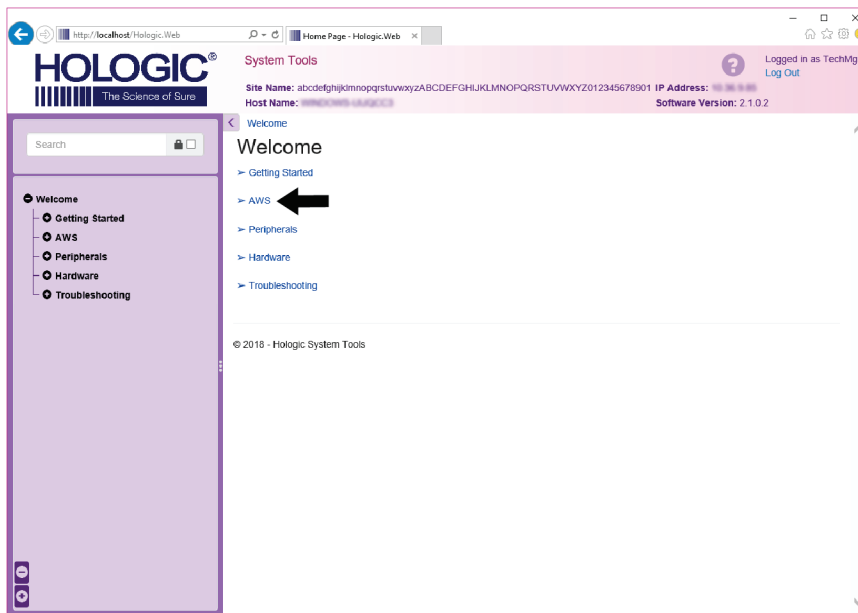 http://localhost/Hologic.Web
Home Page - Hologic.Web
HOLOGIC®
The Science of Sure
System Tools
Logged in as TechMg
Log Out
Site Name: abcdefghijklmnopqrstuvwxyzABCDEFGHIJKLMNOPQRSTUVWXYZ012345678901 IP Address:
Host Name:
Software Version: 2.1.0.2
Search
Welcome
Getting Started
AWS
Peripherals
Hardware
Troubleshooting
Welcome
Welcome
➢ Getting Started
➢ AWS
➢ Peripherals
➢ Hardware
➢ Troubleshooting
© 2018 - Hologic System Tools